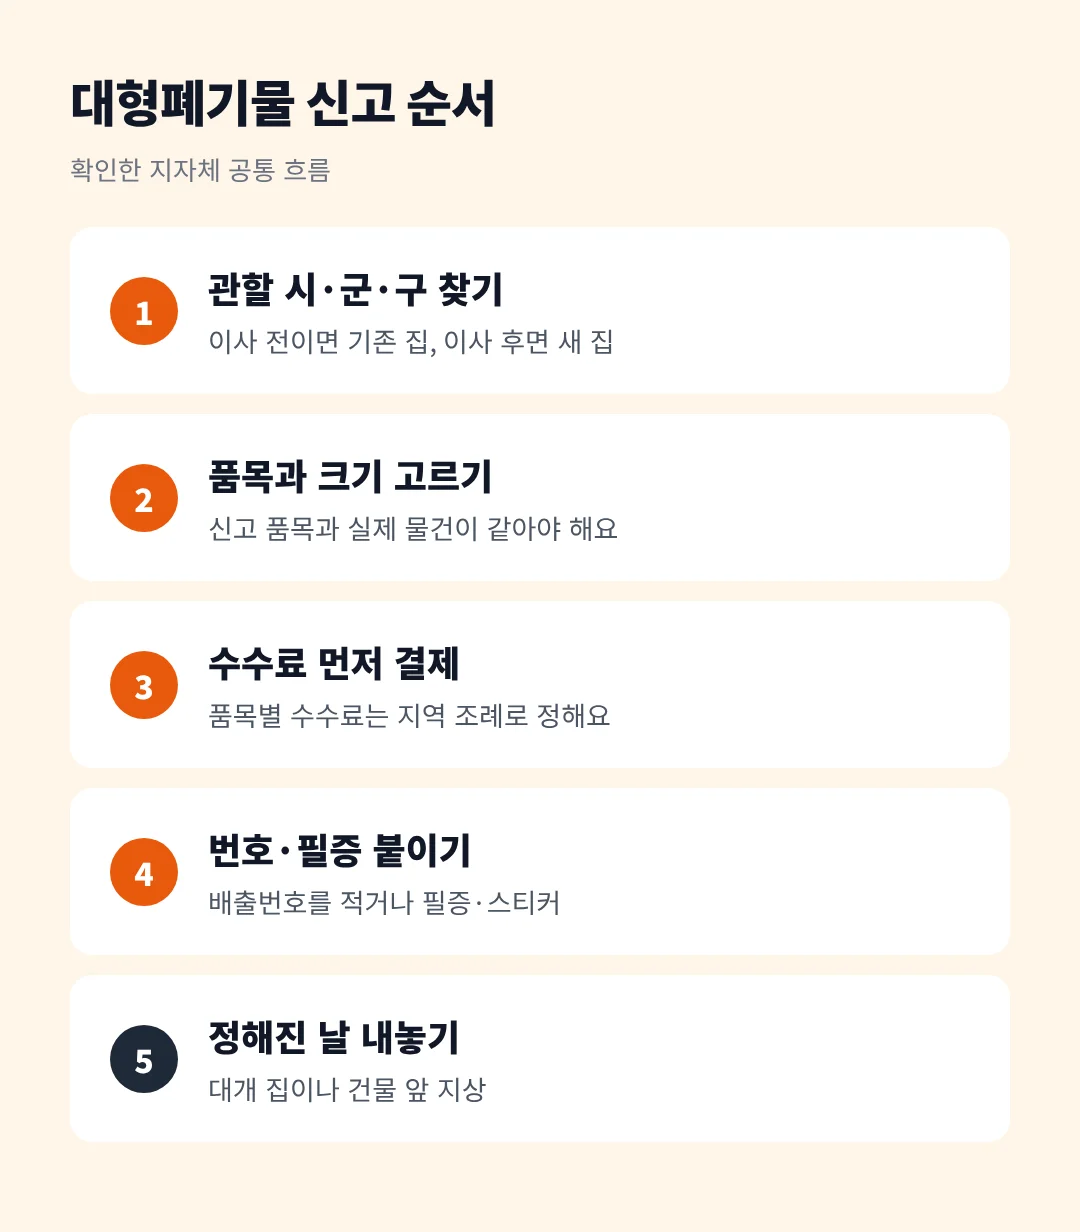 대형폐기물 신고 순서
확인한 지자체 공통 흐름
1
관할 시·군·구 찾기
이사 전이면 기존 집, 이사 후면 새 집
2
품목과 크기 고르기
신고 품목과 실제 물건이 같아야 해요
3
수수료 먼저 결제
품목별 수수료는 지역 조례로 정해요
4
번호·필증 붙이기
배출번호를 적거나 필증·스티커
5
정해진 날 내놓기
대개 집이나 건물 앞 지상